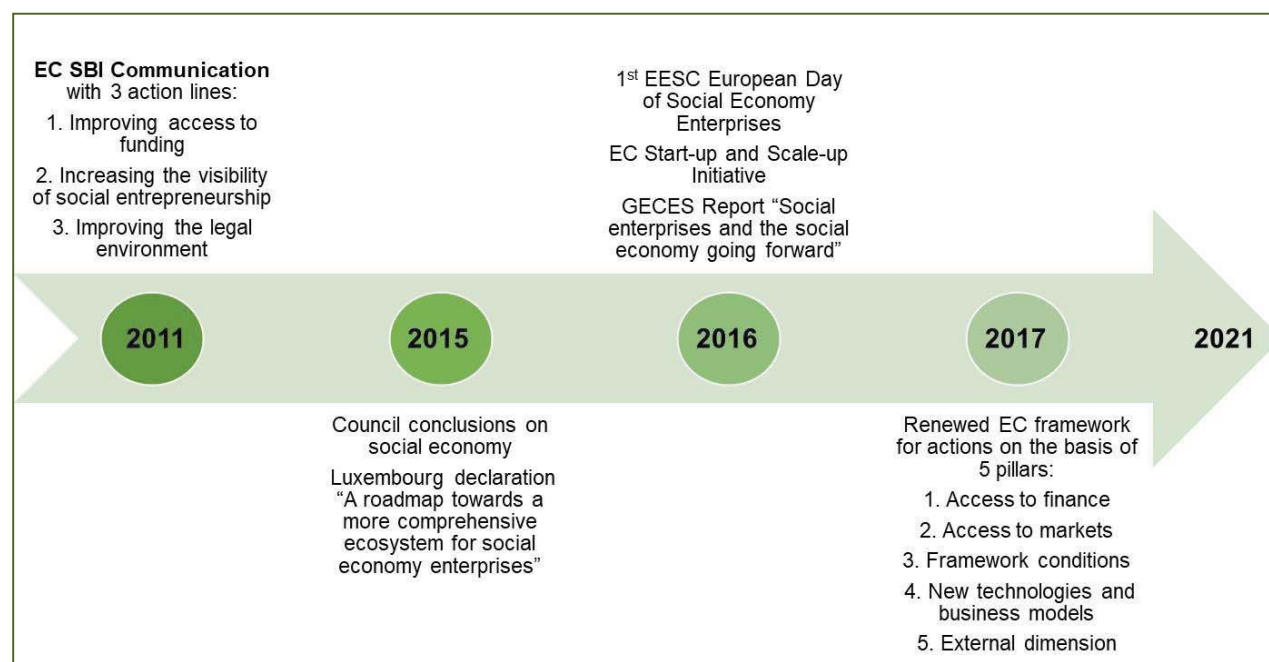 EC SBI Communication
with 3 action lines:
1. Improving access to
funding
2. Increasing the visibility
of social entrepreneurship
3. Improving the legal
environment
1st EESC European Day
of Social Economy
Enterprises
EC Start-up and Scale-up
Initiative
GECES Report “Social
enterprises and the social
economy going forward”
2011
2015
2016
2017
2021
Council conclusions on
social economy
Luxembourg declaration
“A roadmap towards a
more comprehensive
ecosystem for social
economy enterprises”
Renewed EC framework
for actions on the basis of
5 pillars:
1. Access to finance
2. Access to markets
3. Framework conditions
4. New technologies and
business models
5. External dimension